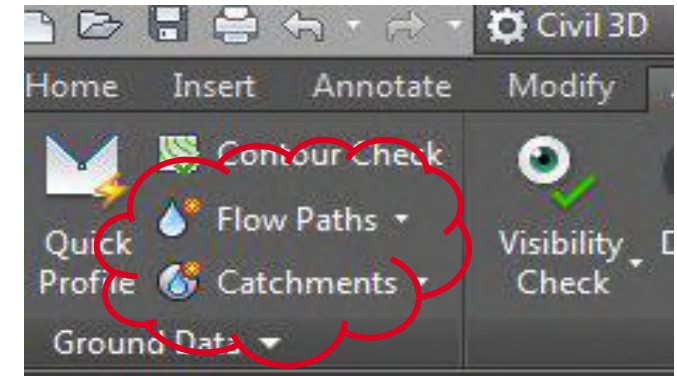 Civil 3D
Home Insert Annotate Modify
Contour Check
Flow Paths
Catchments
Quick
Profile
Visibility
Check
Ground Data